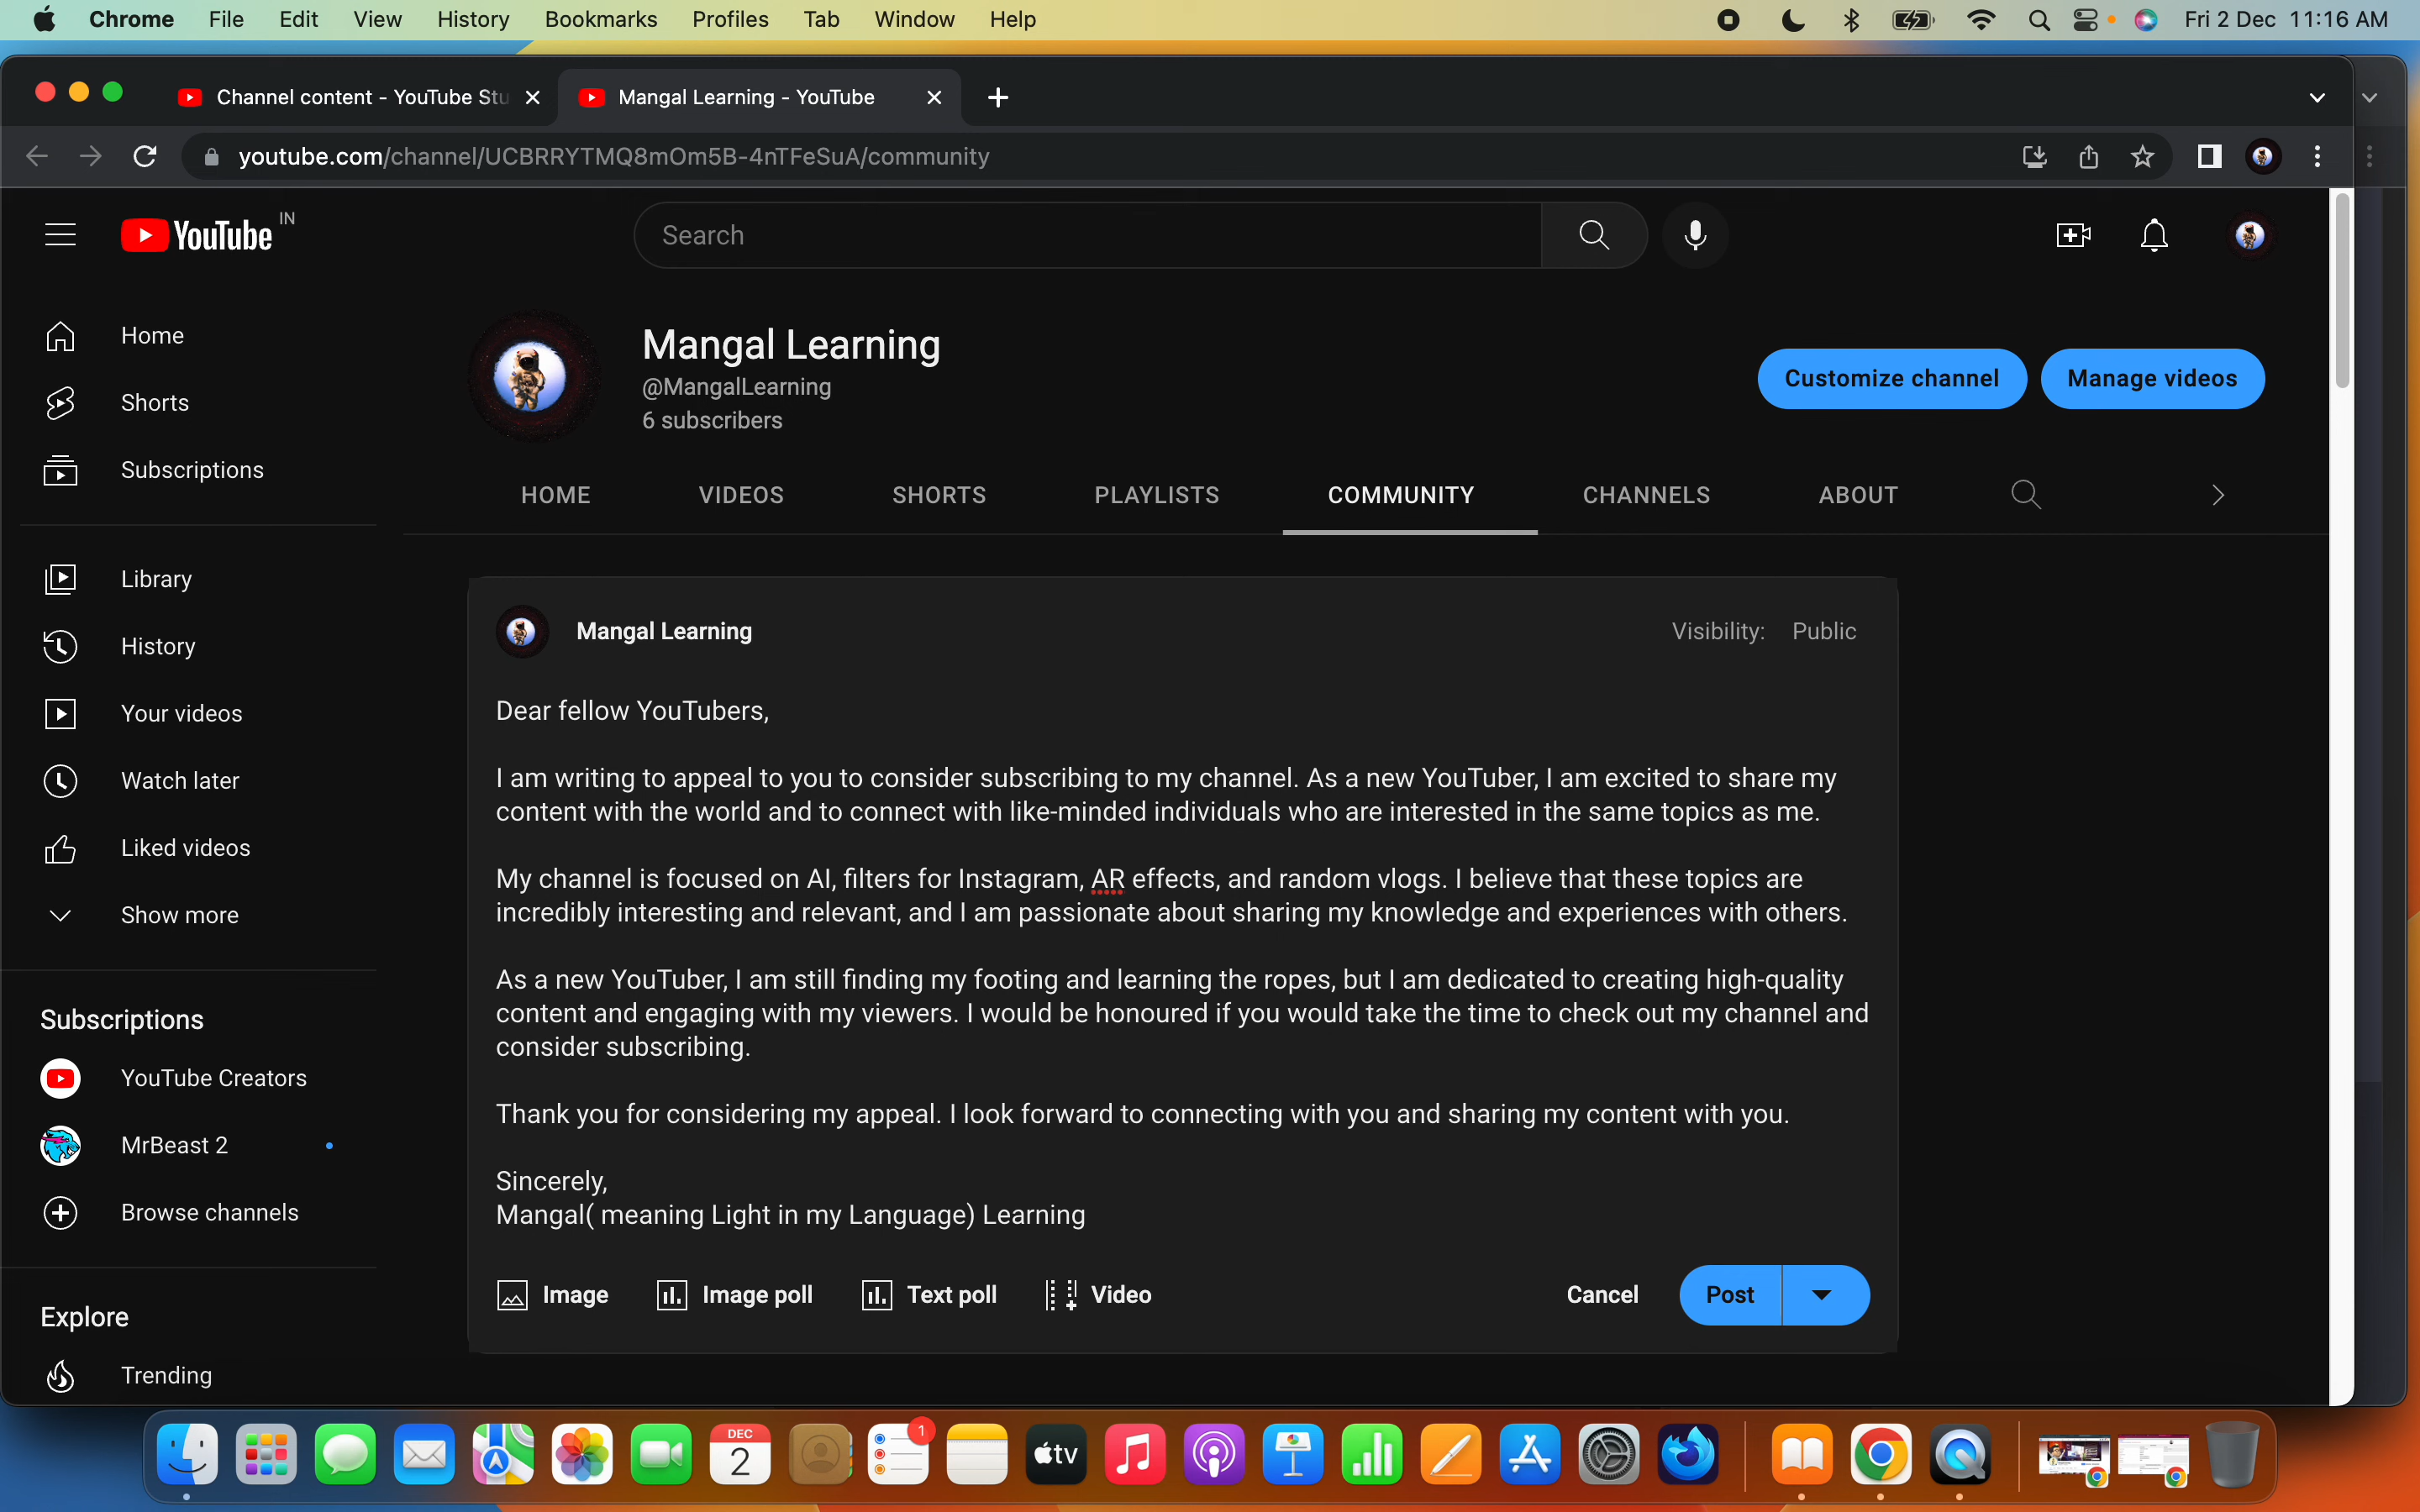 Chrome File Edit View History Bookmarks Profiles Tab Window Help Fri 2 Dec 11:16 AM
Channel content - YouTube Stu Mangal Learning - YouTube
youtube.com/channel/UCBRRYTMQ8mOm5B-4nTFeSuA/community
YouTube IN Search
Home
Shorts
Subscriptions
Library
History
Your videos
Watch later
Liked videos
Show more
Subscriptions
YouTube Creators
MrBeast 2
Browse channels
Explore
Trending
Mangal Learning
@MangalLearning
6 subscribers
Customize channel Manage videos
HOME VIDEOS SHORTS PLAYLISTS COMMUNITY CHANNELS ABOUT
Mangal Learning Visibility: Public
Dear fellow YouTubers,
I am writing to appeal to you to consider subscribing to my channel. As a new YouTuber, I am excited to share my
content with the world and to connect with like-minded individuals who are interested in the same topics as me.
My channel is focused on AI, filters for Instagram, AR effects, and random vlogs. I believe that these topics are
incredibly interesting and relevant, and I am passionate about sharing my knowledge and experiences with others.
As a new YouTuber, I am still finding my footing and learning the ropes, but I am dedicated to creating high-quality
content and engaging with my viewers. I would be honoured if you would take the time to check out my channel and
consider subscribing.
Thank you for considering my appeal. I look forward to connecting with you and sharing my content with you.
Sincerely,
Mangal( meaning Light in my Language) Learning
Image Image poll Text poll Video Cancel Post
DEC
2
1
tv